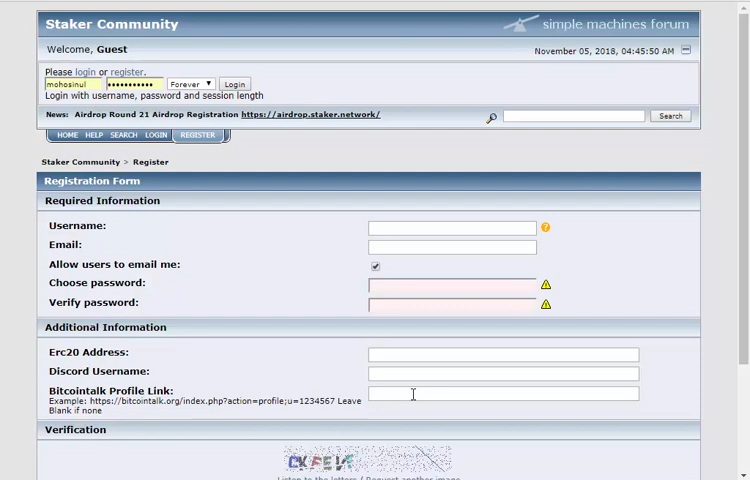 Staker Community
simple machines forum
Welcome, Guest
November 05, 2018, 04:45:50 AM
Please login or register.
mohosinul ••••••••••• Forever Login
Login with username, password and session length
News: Airdrop Round 21 Airdrop Registration https://airdrop.staker.network/
Search
HOME HELP SEARCH LOGIN REGISTER
Staker Community > Register
Registration Form
Required Information
Username:
Email:
Allow users to email me:
Choose password:
Verify password:
Additional Information
Erc20 Address:
Discord Username:
Bitcointalk Profile Link:
Example: https://bitcointalk.org/index.php?action=profile;u=1234567 Leave
Blank if none
Verification
Listen to the letters / Request another image